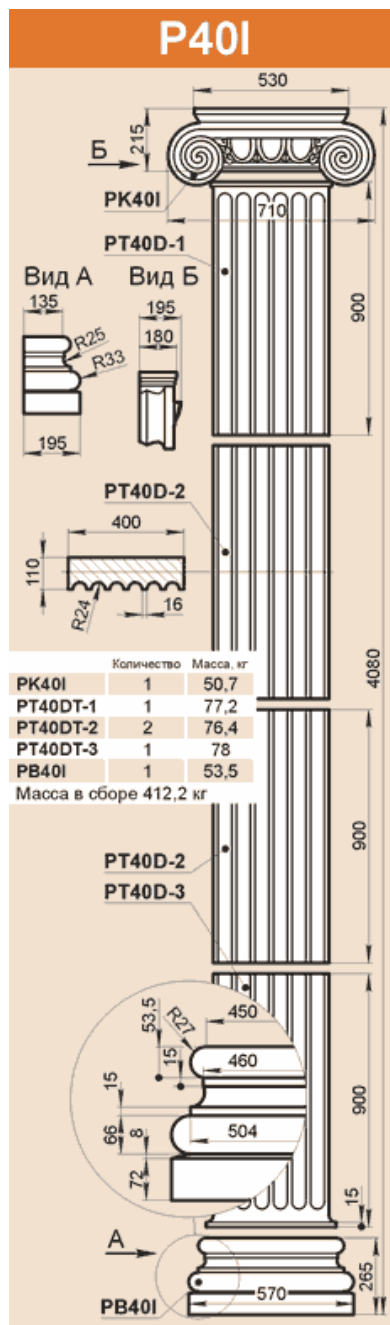 P40I
530
215
Б
PK40I
710
PT40D-1
Вид А
Вид Б
135
195
180
R25
R33
195
900
PT40D-2
400
110
R24
16
4080
Количество Масса, кг
PK40I 1 50,7
PT40DT-1 1 77,2
PT40DT-2 2 76,4
PT40DT-3 1 78
PB40I 1 53,5
Масса в сборе 412,2 кг
900
PT40D-2
PT40D-3
53,5
R27
450
15
460
15
66
8
504
72
900
15
А
265
570
PB40I